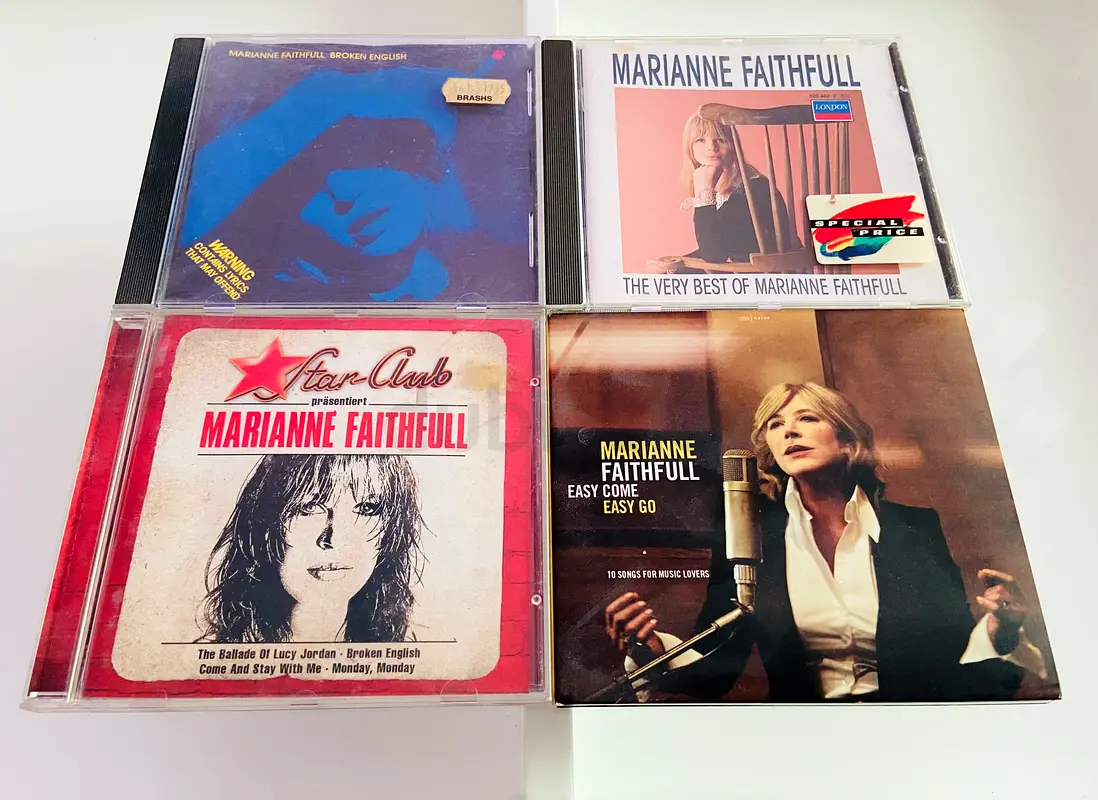 MARIANNE FAITHFULL BROKEN ENGLISH
BRASHS
WARNING
CONTAINS LYRICS
THAT MAY OFFEND
MARIANNE FAITHFULL
LONDON
SPECIAL
PRICE
THE VERY BEST OF MARIANNE FAITHFULL
Star-Club
präsentiert
MARIANNE FAITHFULL
The Ballade Of Lucy Jordan · Broken English
Come And Stay With Me · Monday, Monday
MARIANNE
FAITHFULL
EASY COME
EASY GO
10 SONGS FOR MUSIC LOVERS